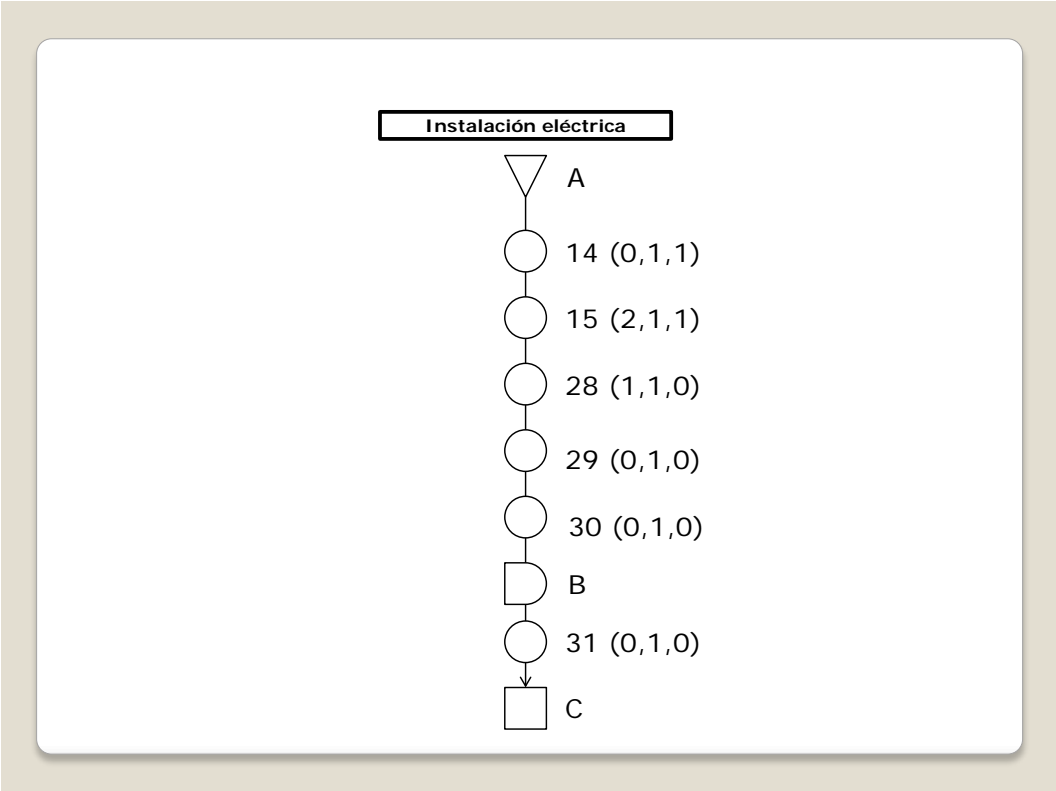 Instalación eléctrica
A
14 (0,1,1)
15 (2,1,1)
28 (1,1,0)
29 (0,1,0)
30 (0,1,0)
B
31 (0,1,0)
C